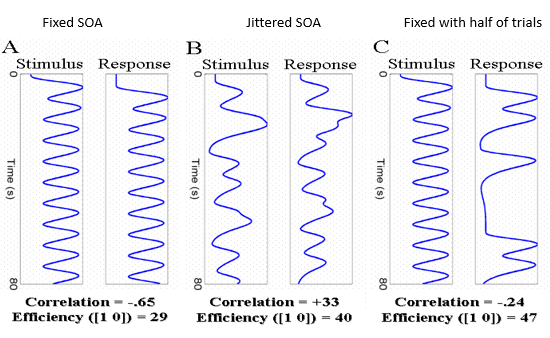 Fixed SOA
Jittered SOA
Fixed with half of trials
A
B
C
Stimulus Response
Stimulus Response
Stimulus Response
0
Time (s)
80
0
Time (s)
80
0
Time (s)
80
Correlation = -.65
Efficiency ([1 0]) = 29
Correlation = +33
Efficiency ([1 0]) = 40
Correlation = -.24
Efficiency ([1 0]) = 47